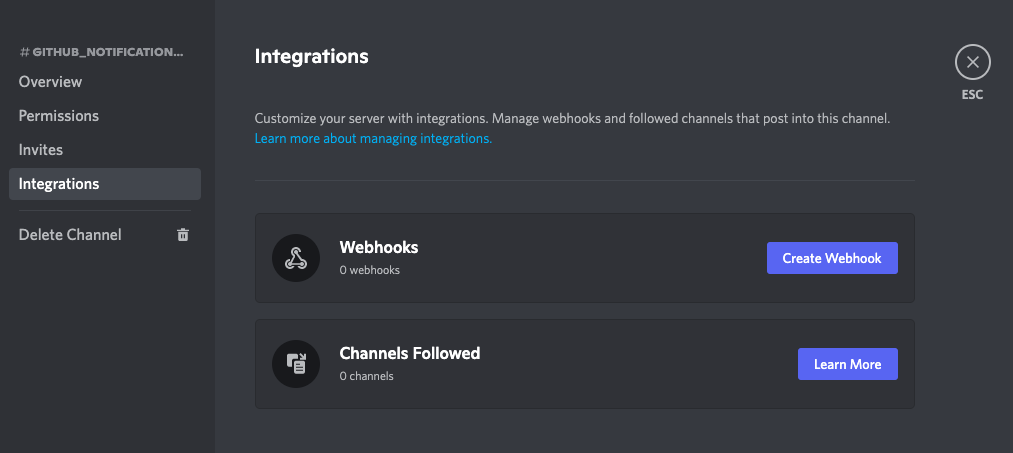 # GITHUB_NOTIFICATION...
Overview
Permissions
Invites
Integrations
Delete Channel
Integrations
ESC
Customize your server with integrations. Manage webhooks and followed channels that post into this channel.
Learn more about managing integrations.
Webhooks
0 webhooks
Create Webhook
Channels Followed
0 channels
Learn More